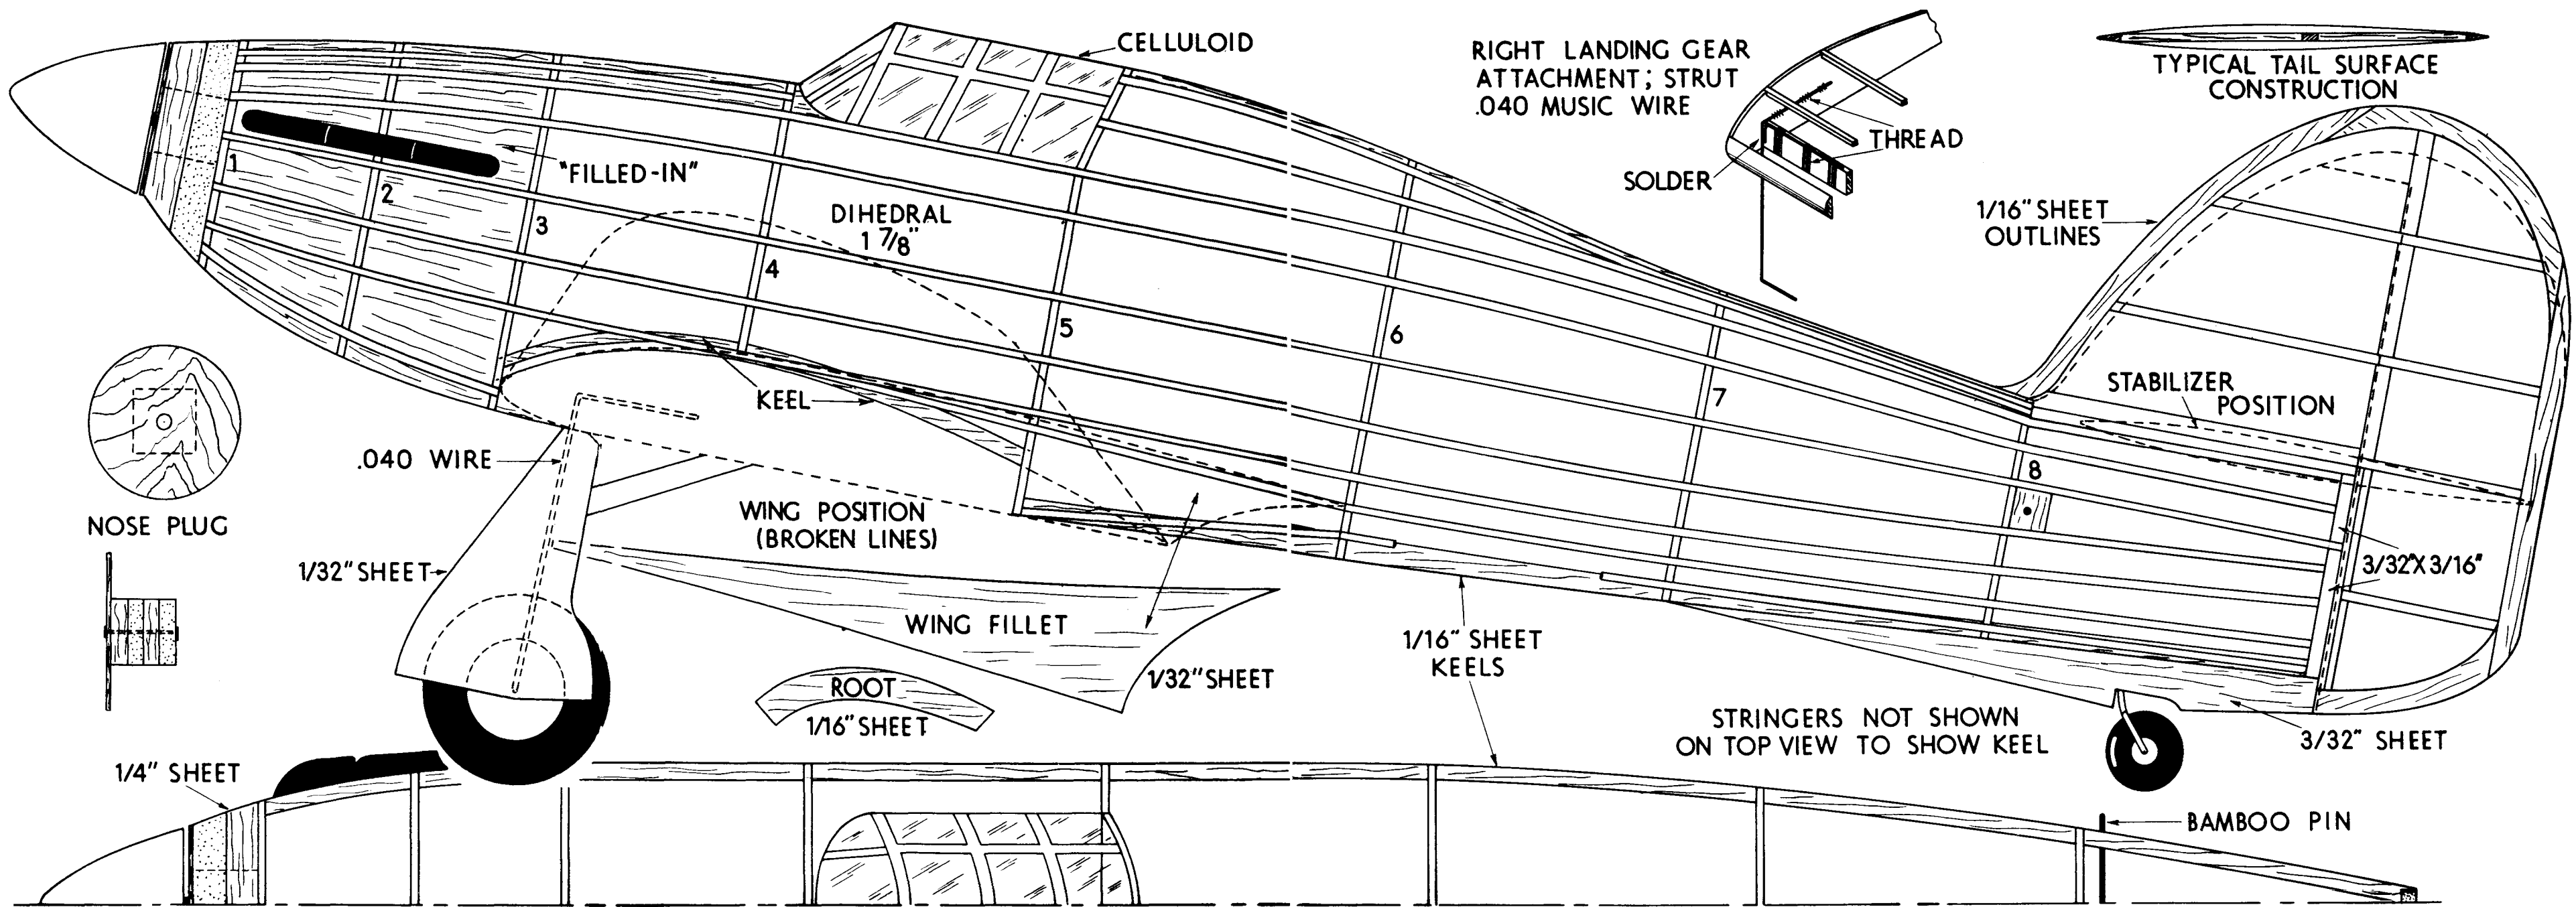 CELLULOID
RIGHT LANDING GEAR
ATTACHMENT; STRUT
.040 MUSIC WIRE
THREAD
SOLDER
TYPICAL TAIL SURFACE
CONSTRUCTION
1/16" SHEET
OUTLINES
1
2
3
4
5
6
7
8
"FILLED-IN"
DIHEDRAL
1 7/8"
KEEL
STABILIZER
POSITION
.040 WIRE
NOSE PLUG
WING POSITION
(BROKEN LINES)
1/32" SHEET
WING FILLET
1/32" SHEET
ROOT
1/16" SHEET
1/16" SHEET
KEELS
3/32"X3/16"
STRINGERS NOT SHOWN
ON TOP VIEW TO SHOW KEEL
3/32" SHEET
1/4" SHEET
BAMBOO PIN